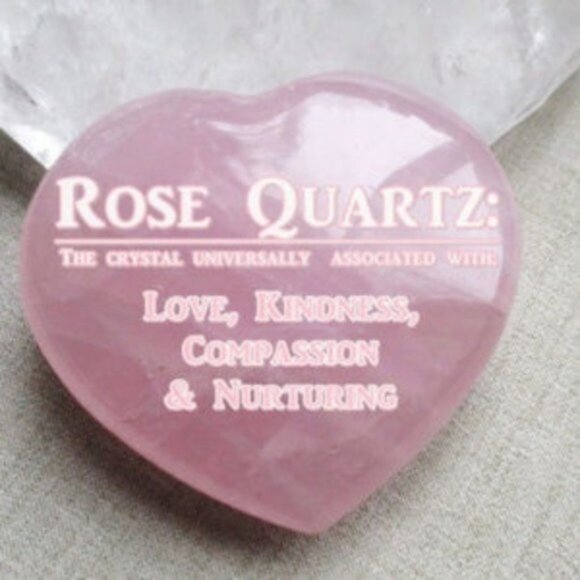 ROSE QUARTZ:
THE CRYSTAL UNIVERSALLY ASSOCIATED WITH:
LOVE, KINDNESS,
COMPASSION
& NURTURING